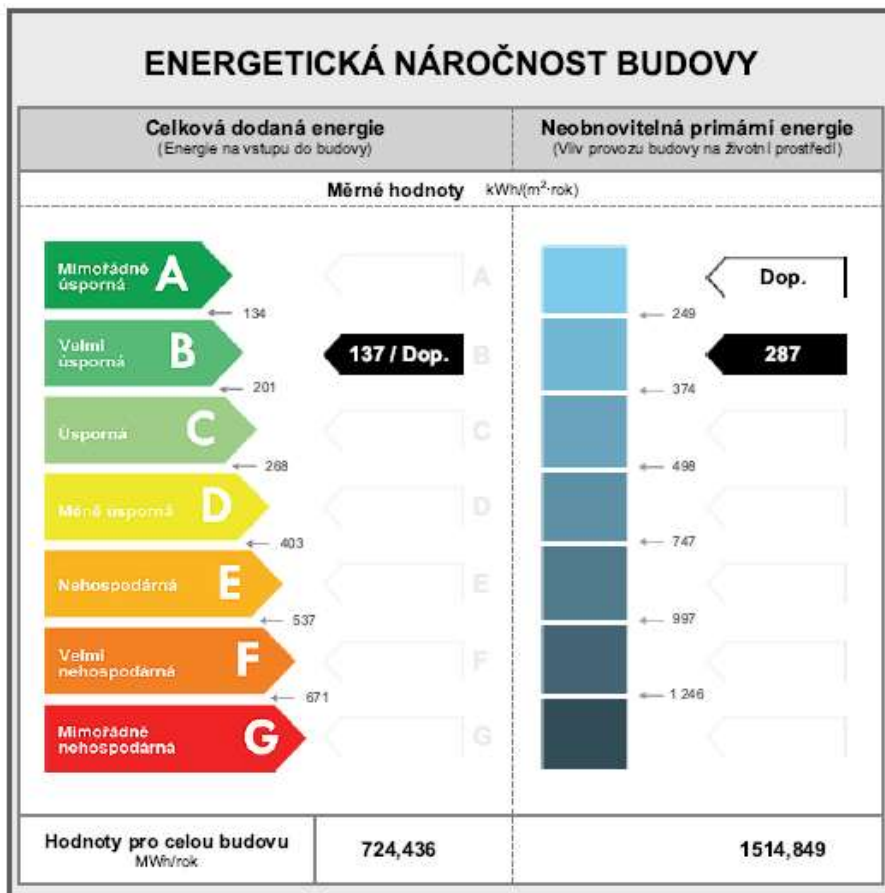 ENERGETICKÁ NÁROČNOST BUDOVY
Celková dodaná energie
(Energie na vstupu do budovy)
Neobnovitelná primární energie
(Vliv provozu budovy na životní prostředí)
Měrné hodnoty kWh/(m²·rok)
Mimořádně úsporná A
A
Dop.
134
249
Velmi úsporná B
137 / Dop.
B
287
201
374
Úsporná C
C
268
498
Méně úsporná D
D
403
747
Nehospodárná E
E
537
997
Velmi nehospodárná F
F
671
1 246
Mimořádně nehospodárná G
G
Hodnoty pro celou budovu
MWh/rok
724,436
1514,849